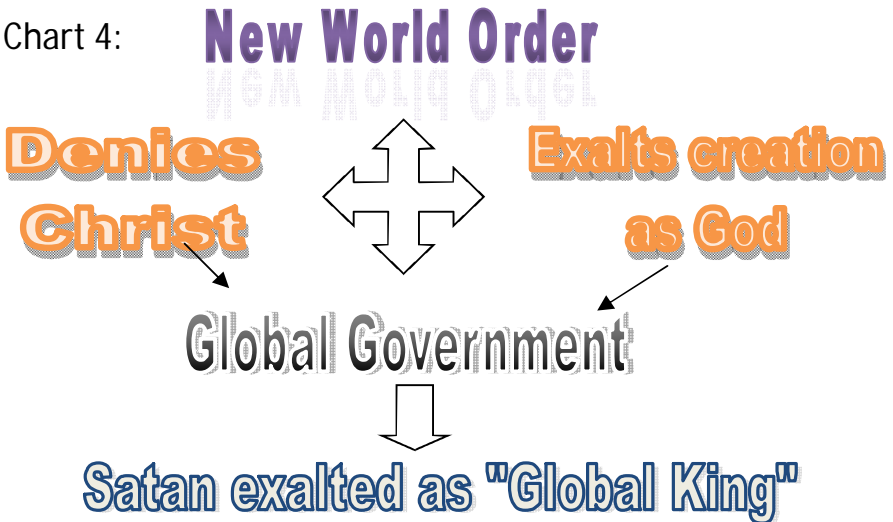 Chart 4:
New World Order
Denies
Christ
Exalts creation
as God
Global Government
Satan exalted as "Global King"